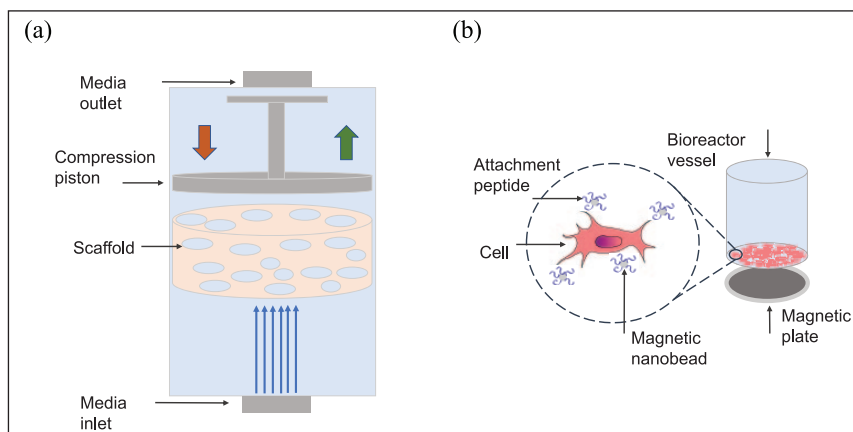 (a)
Media
outlet
Compression
piston
Scaffold
Media
inlet
(b)
Bioreactor
vessel
Attachment
peptide
Cell
Magnetic
nanobead
Magnetic
plate